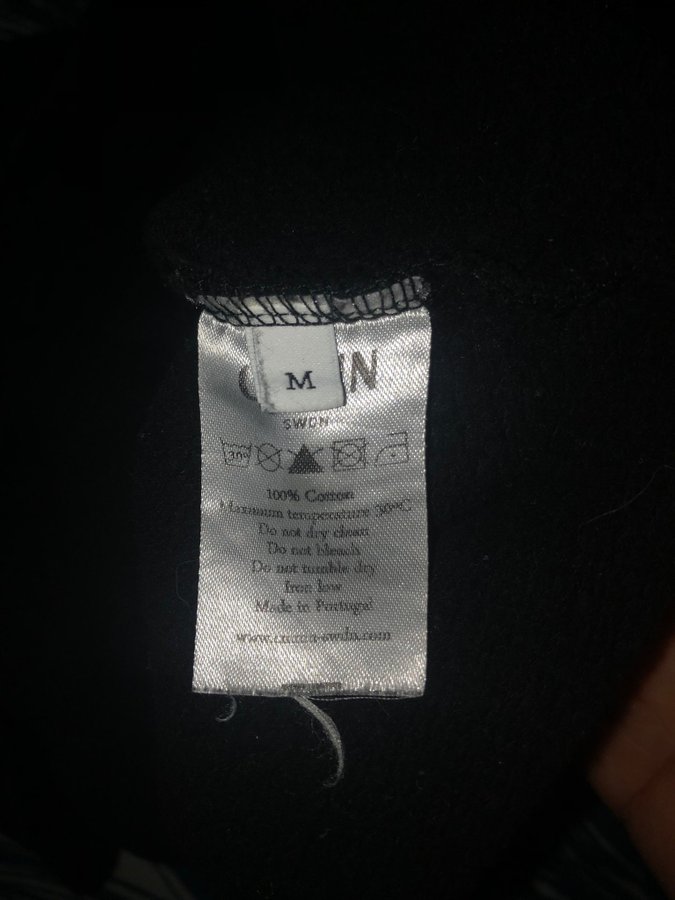 M
SWDN
30°
100% Cotton
Maximum temperature 30°C
Do not dry clean
Do not bleach
Do not tumble dry
Iron low
Made in Portugal